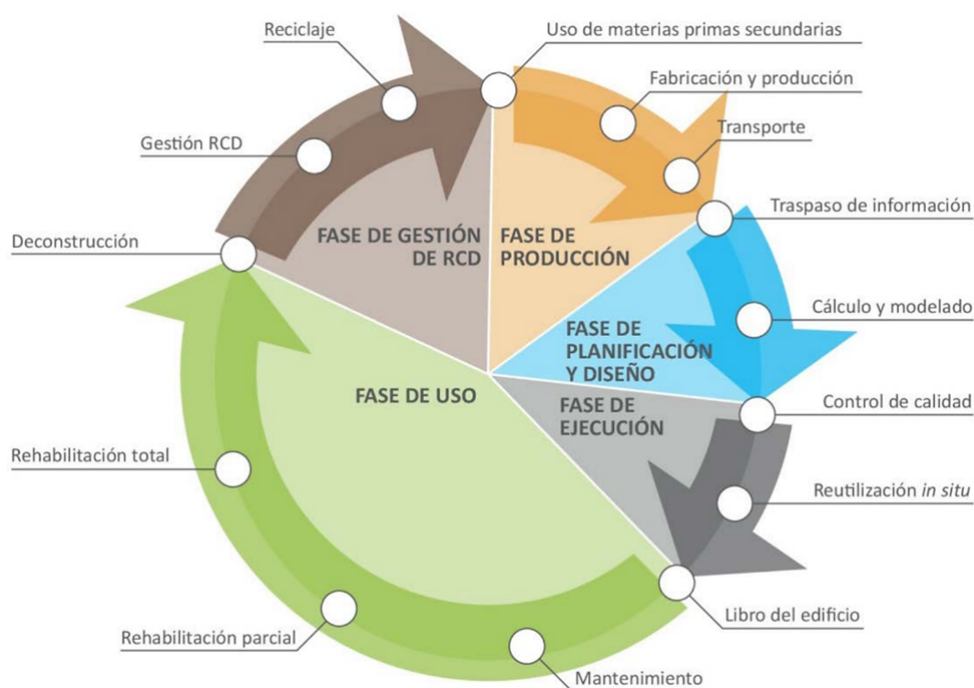 Reciclaje
Uso de materias primas secundarias
Fabricación y producción
Gestión RCD
Transporte
Traspaso de información
Deconstrucción
FASE DE GESTIÓN
DE RCD
FASE DE
PRODUCCIÓN
Cálculo y modelado
FASE DE
PLANIFICACIÓN
Y DISEÑO
FASE DE USO
FASE DE
EJECUCIÓN
Control de calidad
Rehabilitación total
Reutilización in situ
Libro del edificio
Rehabilitación parcial
Mantenimiento